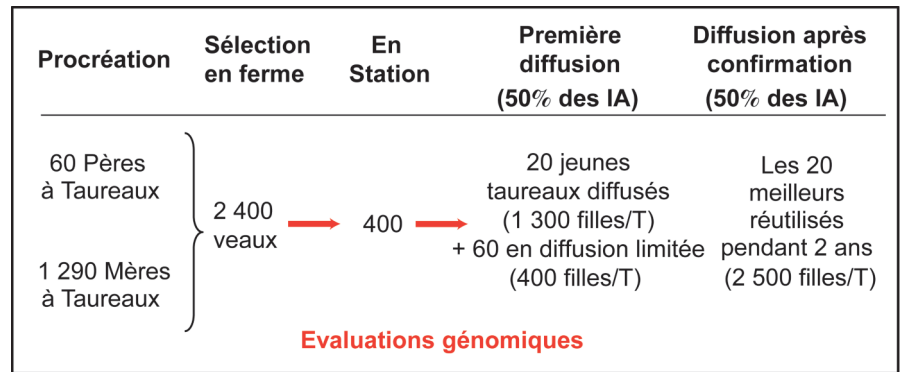 Procréation
Sélection
en ferme
En
Station
Première
diffusion
(50% des IA)
Diffusion après
confirmation
(50% des IA)
60 Pères
à Taureaux
1 290 Mères
à Taureaux
2 400
veaux
400
20 jeunes
taureaux diffusés
(1 300 filles/T)
+ 60 en diffusion limitée
(400 filles/T)
Les 20
meilleurs
réutilisés
pendant 2 ans
(2 500 filles/T)
Evaluations génomiques